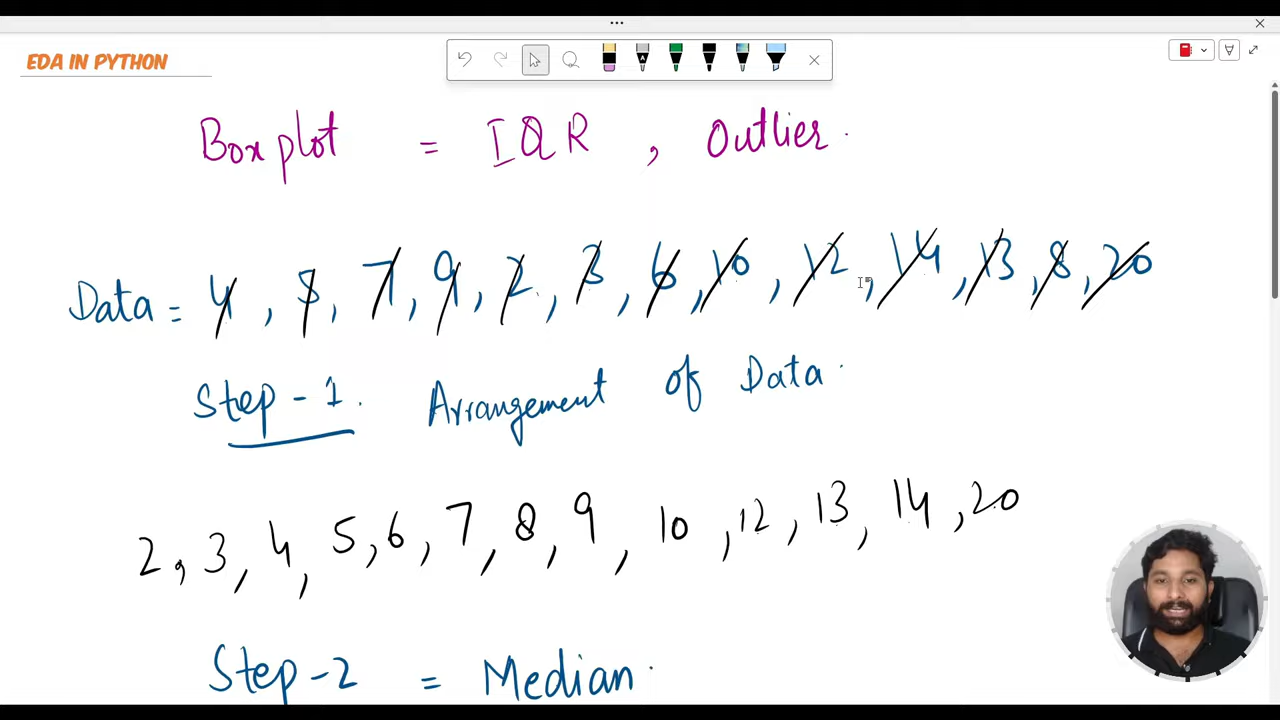 EDA IN PYTHON
Boxplot = IQR , Outlier.
Data = 4 , 5, 7, 9, 2, 3, 6, 10, 12, 14, 13, 8, 20
Step-1. Arrangement of Data.
2, 3, 4, 5, 6, 7, 8, 9, 10, 12, 13, 14, 20
Step-2 = Median.